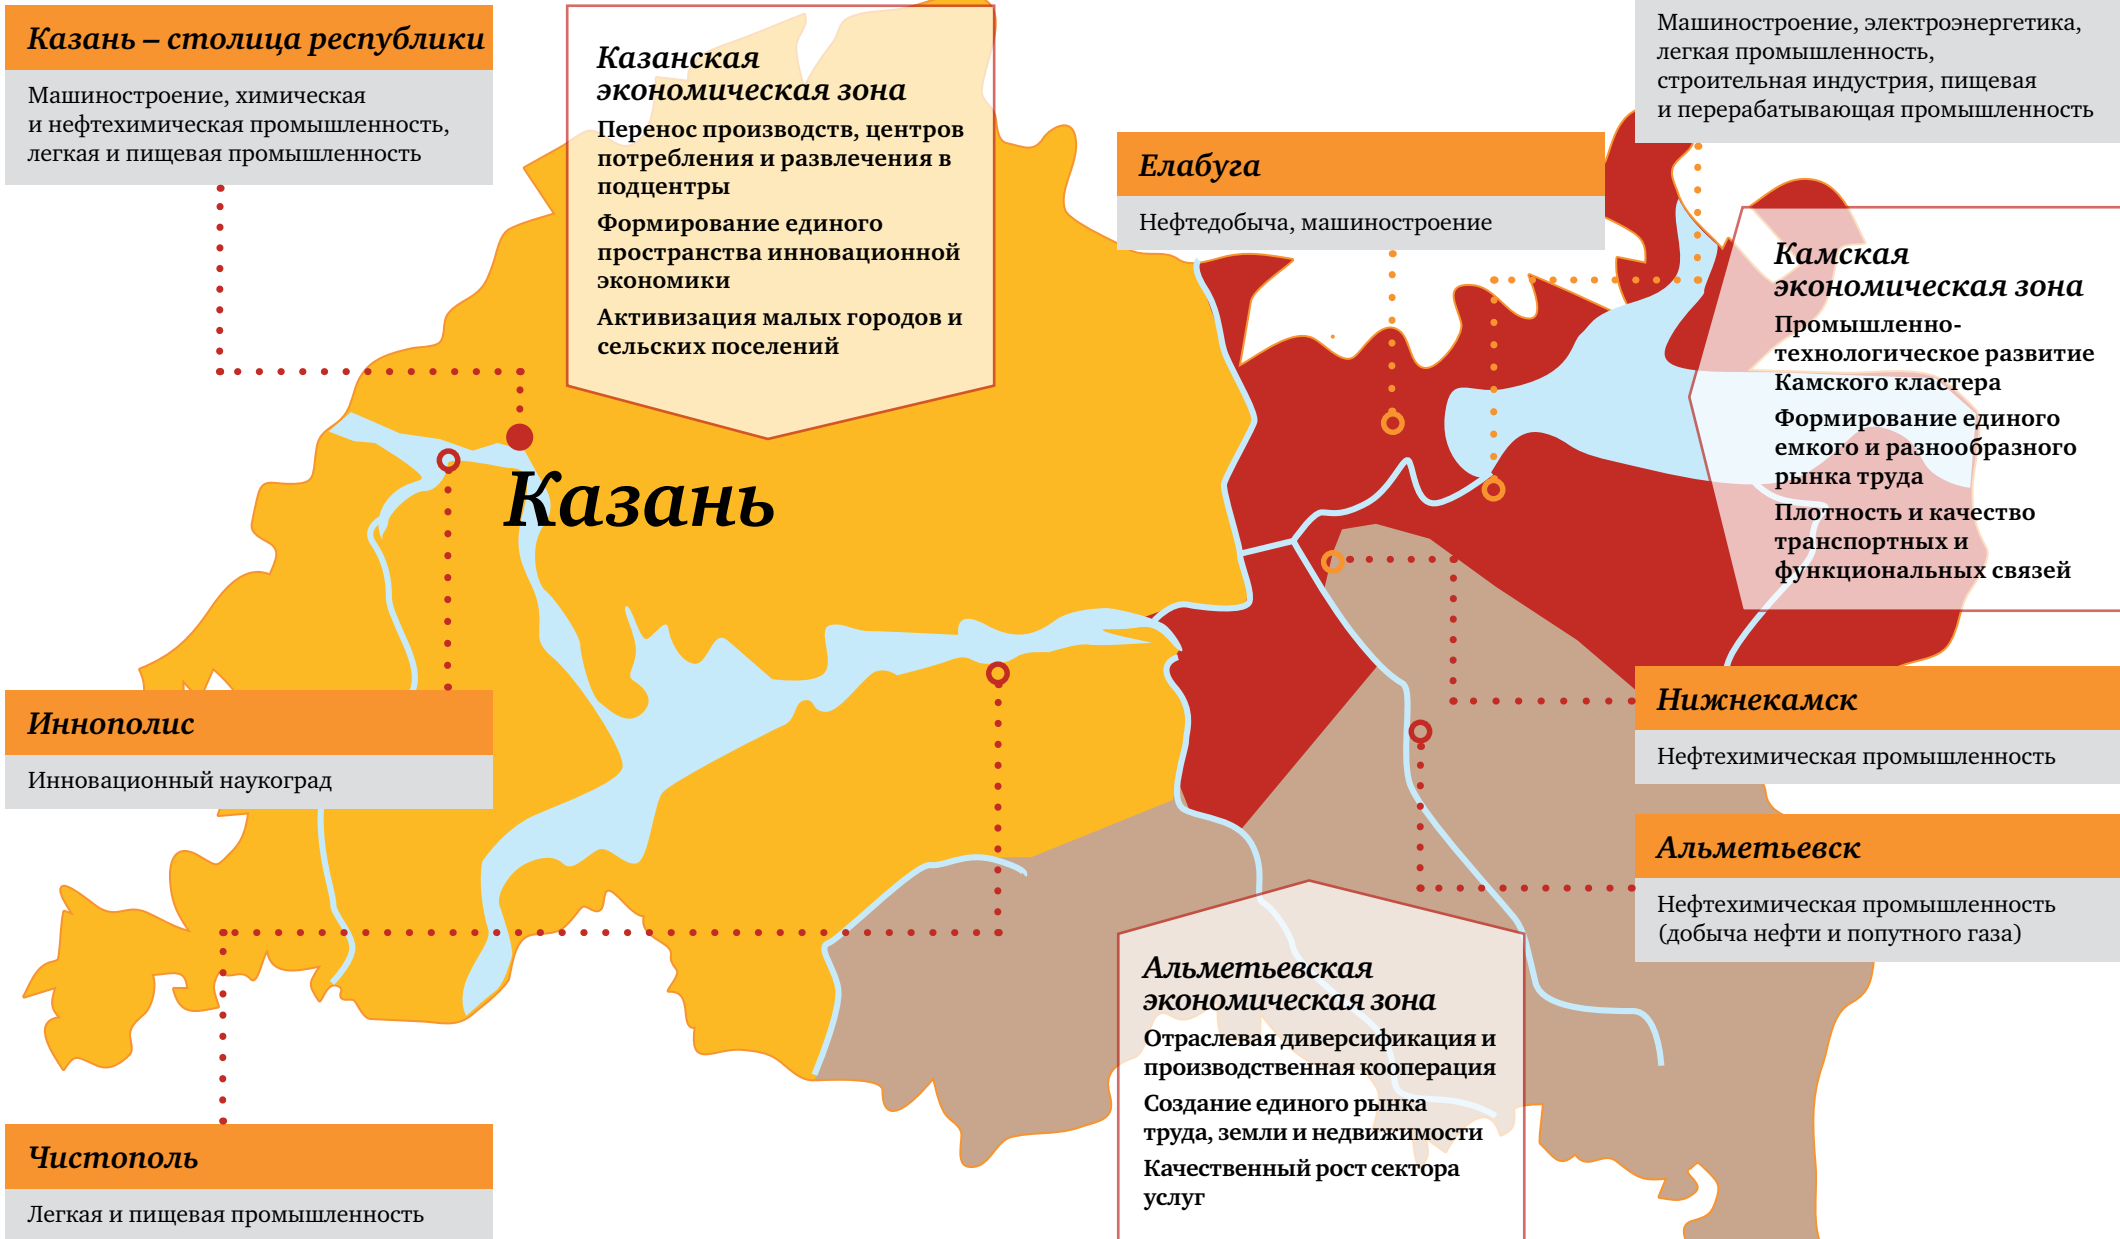 Казань – столица республики
Машиностроение, химическая
и нефтехимическая промышленность,
легкая и пищевая промышленность
Казанская
экономическая зона
Перенос производств, центров
потребления и развлечения в
подцентры
Формирование единого
пространства инновационной
экономики
Активизация малых городов и
сельских поселений
Машиностроение, электроэнергетика,
легкая промышленность,
строительная индустрия, пищевая
и перерабатывающая промышленность
Елабуга
Нефтедобыча, машиностроение
Камская
экономическая зона
Промышленно-
технологическое развитие
Камского кластера
Формирование единого
емкого и разнообразного
рынка труда
Плотность и качество
транспортных и
функциональных связей
Казань
Иннополис
Инновационный наукоград
Нижнекамск
Нефтехимическая промышленность
Альметьевск
Нефтехимическая промышленность
(добыча нефти и попутного газа)
Альметьевская
экономическая зона
Отраслевая диверсификация и
производственная кооперация
Создание единого рынка
труда, земли и недвижимости
Качественный рост сектора
услуг
Чистополь
Легкая и пищевая промышленность